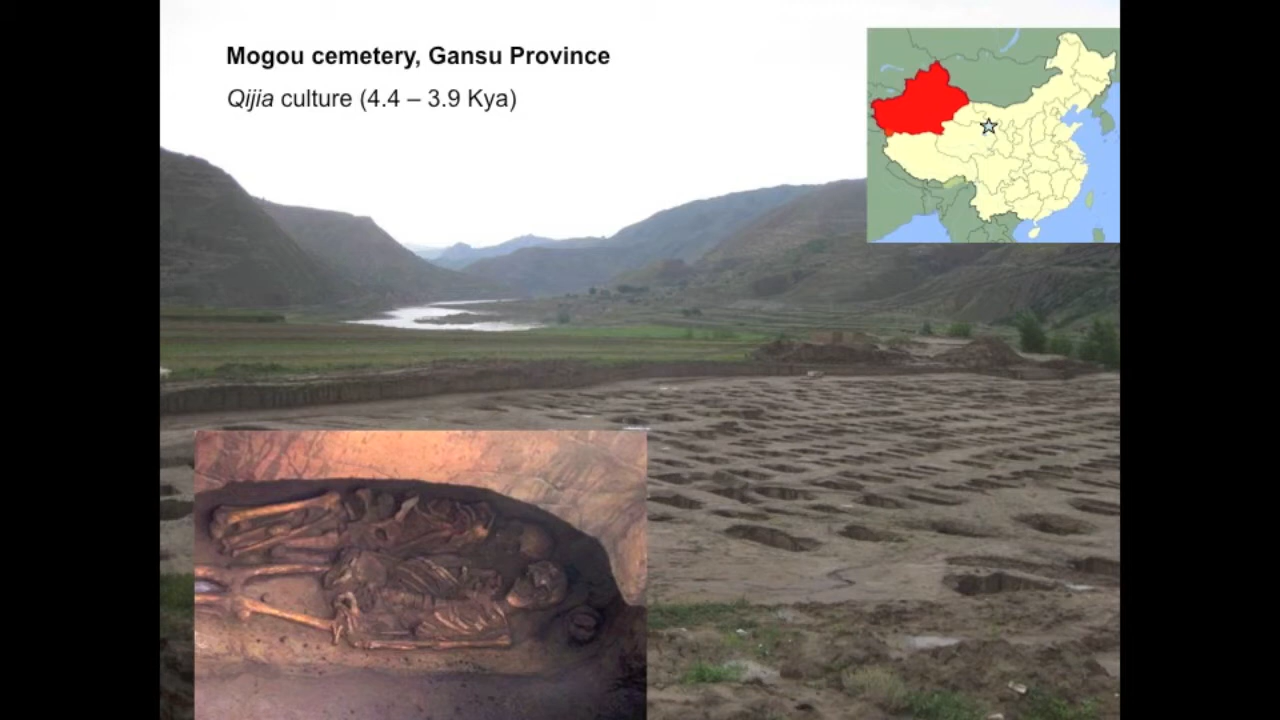 Mogou cemetery, Gansu Province
Qijia culture (4.4 – 3.9 Kya)